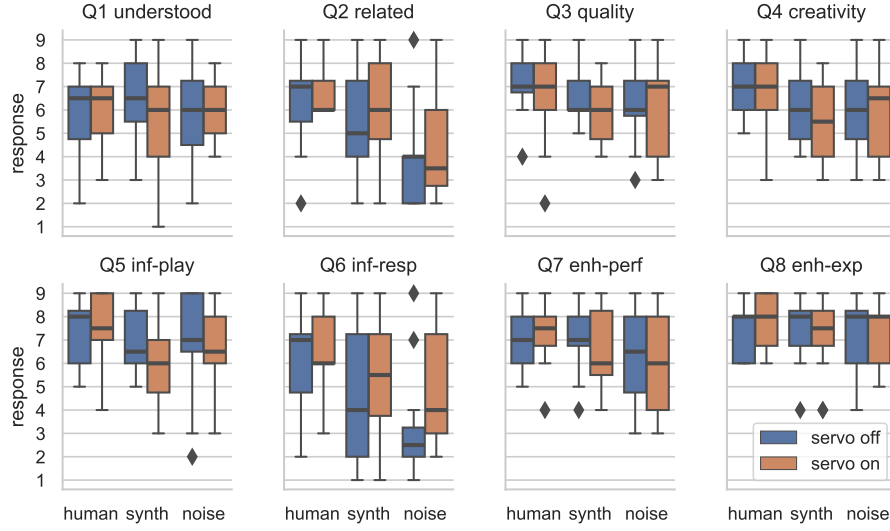 Q1 understood Q2 related Q3 quality Q4 creativity
9
8
7
6
5
4
3
2
1
response
Q5 inf-play Q6 inf-resp Q7 enh-perf Q8 enh-exp
9
8
7
6
5
4
3
2
1
response
servo off
servo on
human synth noise human synth noise human synth noise human synth noise